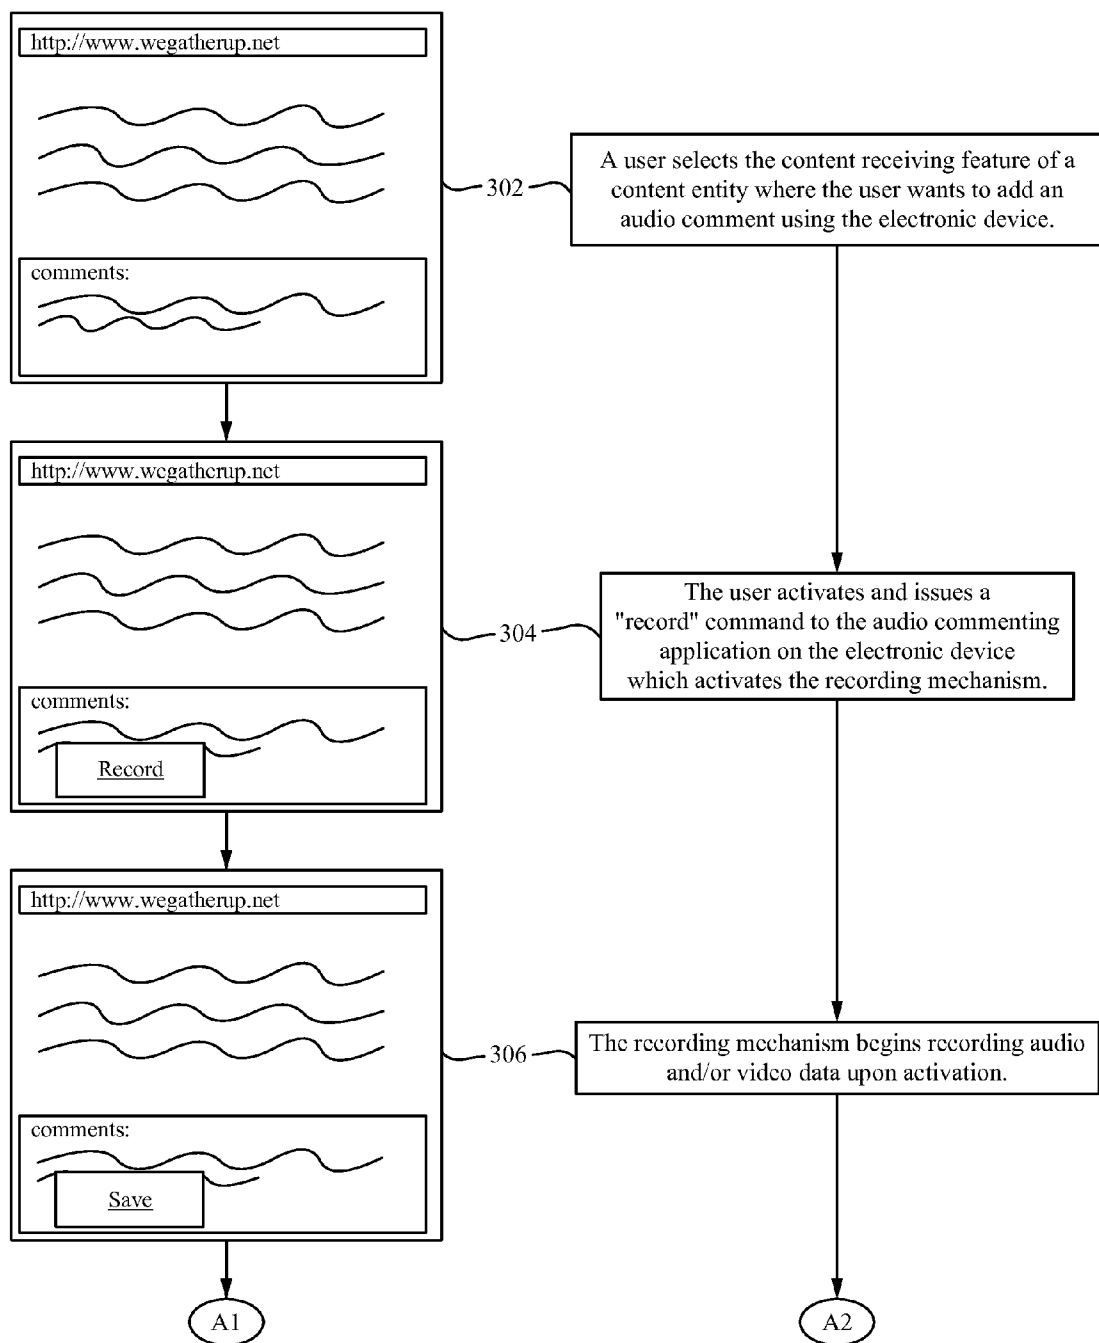 http://www.wegatherup.net
comments:
302
A user selects the content receiving feature of a
content entity where the user wants to add an
audio comment using the electronic device.
http://www.wegatherup.net
comments:
Record
304
The user activates and issues a
"record" command to the audio commenting
application on the electronic device
which activates the recording mechanism.
http://www.wegatherup.net
comments:
Save
306
The recording mechanism begins recording audio
and/or video data upon activation.
A1
A2